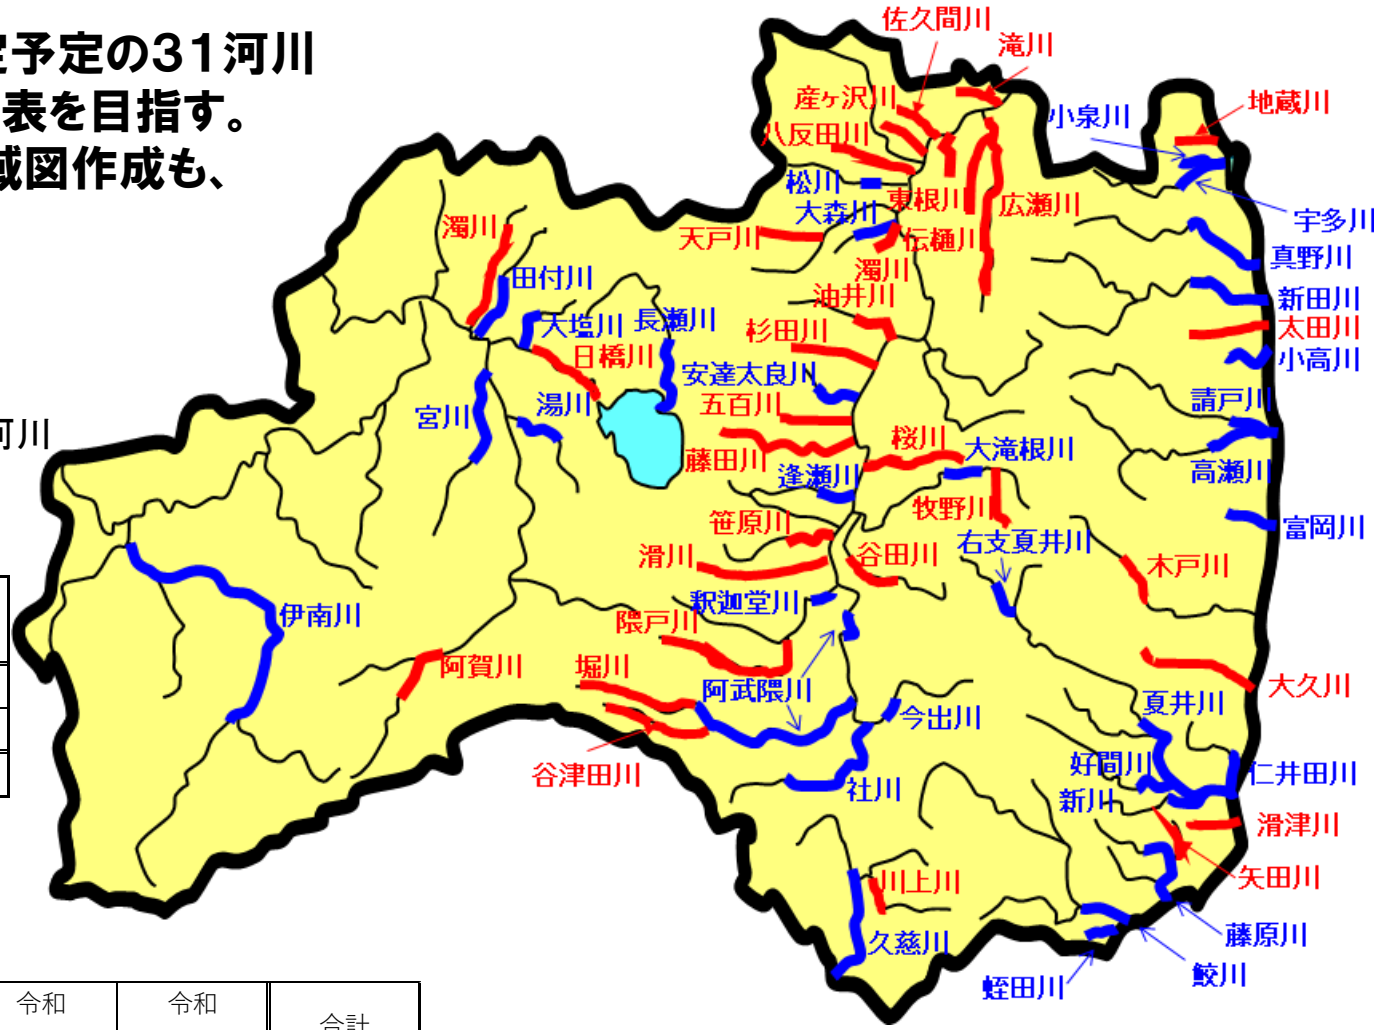 定予定の31河川
表を目指す。
域図作成も、
河川
佐久間川
滝川
産ヶ沢川
八反田川
小泉川
地蔵川
松川
大森川
東根川
広瀬川
宇多川
濁川
天戸川
伝樋川
真野川
田付川
濁川
油井川
新田川
大塩川
長瀬川
杉田川
太田川
日橋川
小高川
安達太良川
宮川
湯川
五百川
請戸川
藤田川
桜川
大滝根川
逢瀬川
高瀬川
笹原川
牧野川
富岡川
滑川
谷田川
右支夏井川
木戸川
釈迦堂川
伊南川
隈戸川
阿賀川
堀川
阿武隈川
大久川
今出川
夏井川
谷津田川
社川
好間川
仁井田川
新川
滑津川
川上川
矢田川
久慈川
藤原川
蛭田川
鮫川
令和
令和
合計